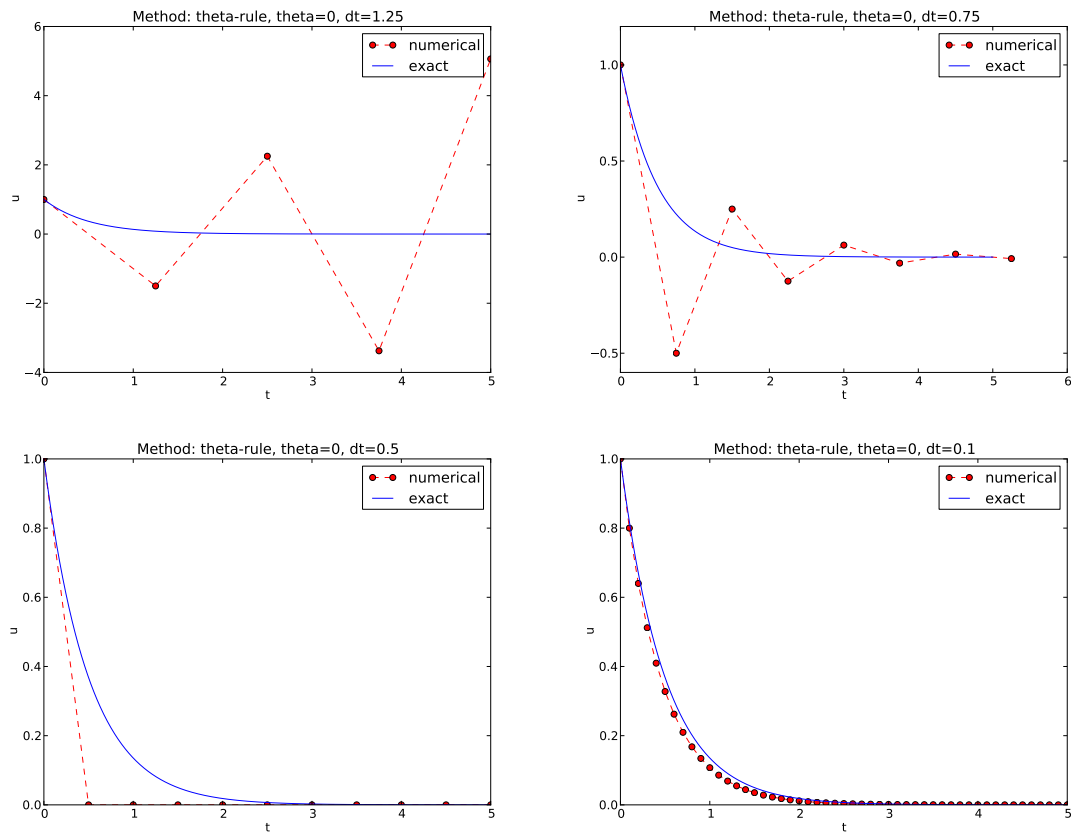 Method: theta-rule, theta=0, dt=1.25
6
4
2
0
−2
−4
u
numerical
exact
0 1 2 3 4 5
t
Method: theta-rule, theta=0, dt=0.75
1.0
0.5
0.0
−0.5
u
numerical
exact
0 1 2 3 4 5 6
t
Method: theta-rule, theta=0, dt=0.5
1.0
0.8
0.6
0.4
0.2
0.0
u
numerical
exact
0 1 2 3 4 5
t
Method: theta-rule, theta=0, dt=0.1
1.0
0.8
0.6
0.4
0.2
0.0
u
numerical
exact
0 1 2 3 4 5
t